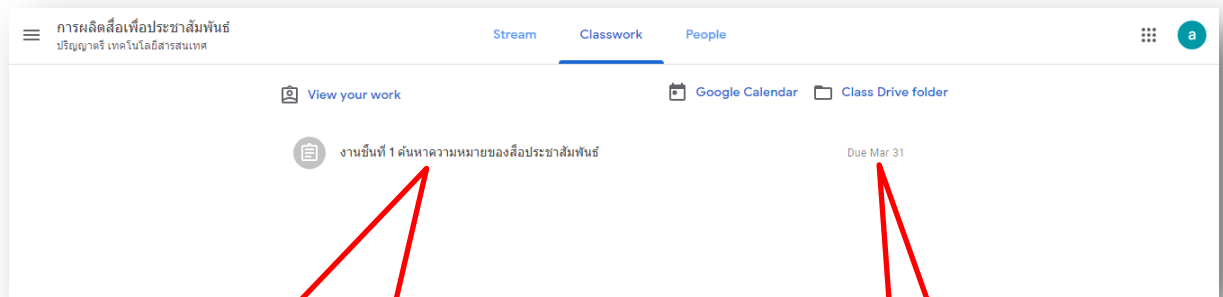 การผลิตสื่อเพื่อประชาสัมพันธ์
ปริญญาตรี เทคโนโลยีสารสนเทศ
Stream Classwork People
a
View your work
Google Calendar Class Drive folder
งานชิ้นที่ 1 ค้นหาความหมายของสื่อประชาสัมพันธ์
Due Mar 31